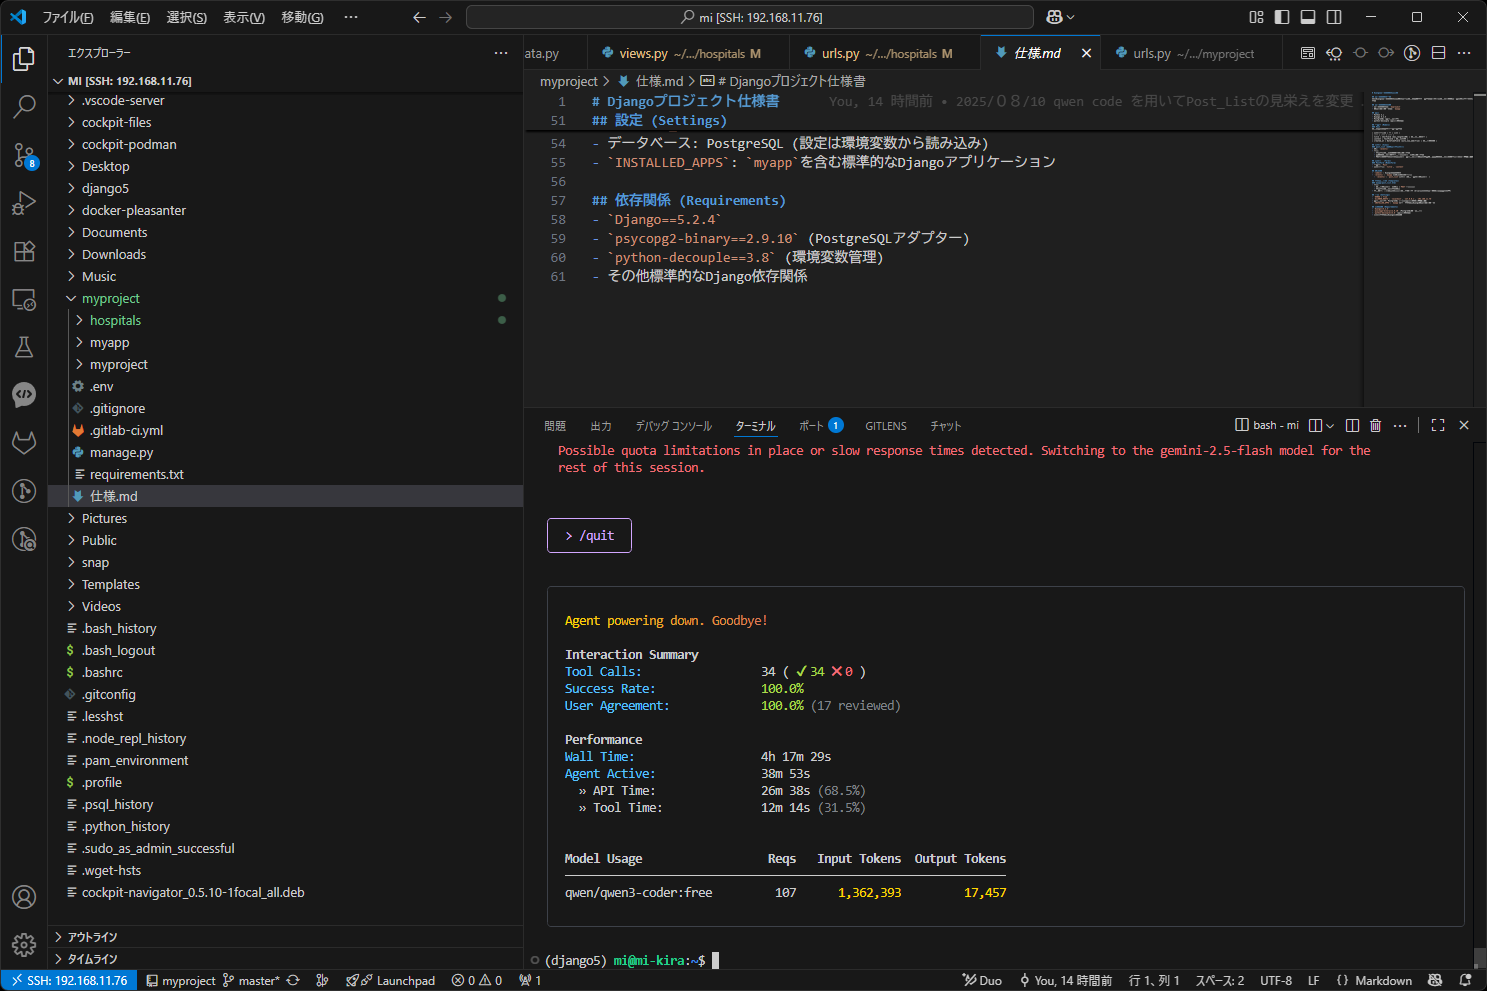 ファイル(F) 編集(E) 選択(S) 表示(V) 移動(G) ··· mi [SSH: 192.168.11.76]
エクスプローラー
MI [SSH: 192.168.11.76]
.vscode-server
cockpit-files
cockpit-podman
Desktop
django5
docker-pleasanter
Documents
Downloads
Music
myproject
hospitals
myapp
myproject
.env
.gitignore
.gitlab-ci.yml
manage.py
requirements.txt
仕様.md
Pictures
Public
snap
Templates
Videos
.bash_history
$ .bash_logout
$ .bashrc
.gitconfig
.lesshst
.node_repl_history
.pam_environment
$ .profile
.psql_history
.python_history
.sudo_as_admin_successful
.wget-hsts
cockpit-navigator_0.5.10-1focal_all.deb
アウトライン
タイムライン
8
ata.py views.py ~/.../hospitals M urls.py ~/.../hospitals M 仕様.md urls.py ~/.../myproject
myproject > 仕様.md > # Djangoプロジェクト仕様書
1 # Djangoプロジェクト仕様書 You, 14 時間前 • 2025/08/10 qwen code を用いてPost_Listの見栄えを変更
51 ## 設定 (Settings)
54 - データベース: PostgreSQL (設定は環境変数から読み込み)
55 - `INSTALLED_APPS`: `myapp`を含む標準的なDjangoアプリケーション
56
57 ## 依存関係 (Requirements)
58 - `Django==5.2.4`
59 - `psycopg2-binary==2.9.10` (PostgreSQLアダプター)
60 - `python-decouple==3.8` (環境変数管理)
61 - その他標準的なDjango依存関係
問題 出力 デバッグ コンソール ターミナル ポート 1 GITLENS チャット bash - mi
Possible quota limitations in place or slow response times detected. Switching to the gemini-2.5-flash model for the
rest of this session.
> /quit
Agent powering down. Goodbye!
Interaction Summary
Tool Calls: 34 ( ✓ 34 ✕ 0 )
Success Rate: 100.0%
User Agreement: 100.0% (17 reviewed)
Performance
Wall Time: 4h 17m 29s
Agent Active: 38m 53s
» API Time: 26m 38s (68.5%)
» Tool Time: 12m 14s (31.5%)
Model Usage Reqs Input Tokens Output Tokens
qwen/qwen3-coder:free 107 1,362,393 17,457
(django5) mi@mi-kira:~$
SSH: 192.168.11.76 myproject master* Launchpad 0 0 1 Duo You, 14 時間前 行 1、列 1 スペース: 2 UTF-8 LF {} Markdown